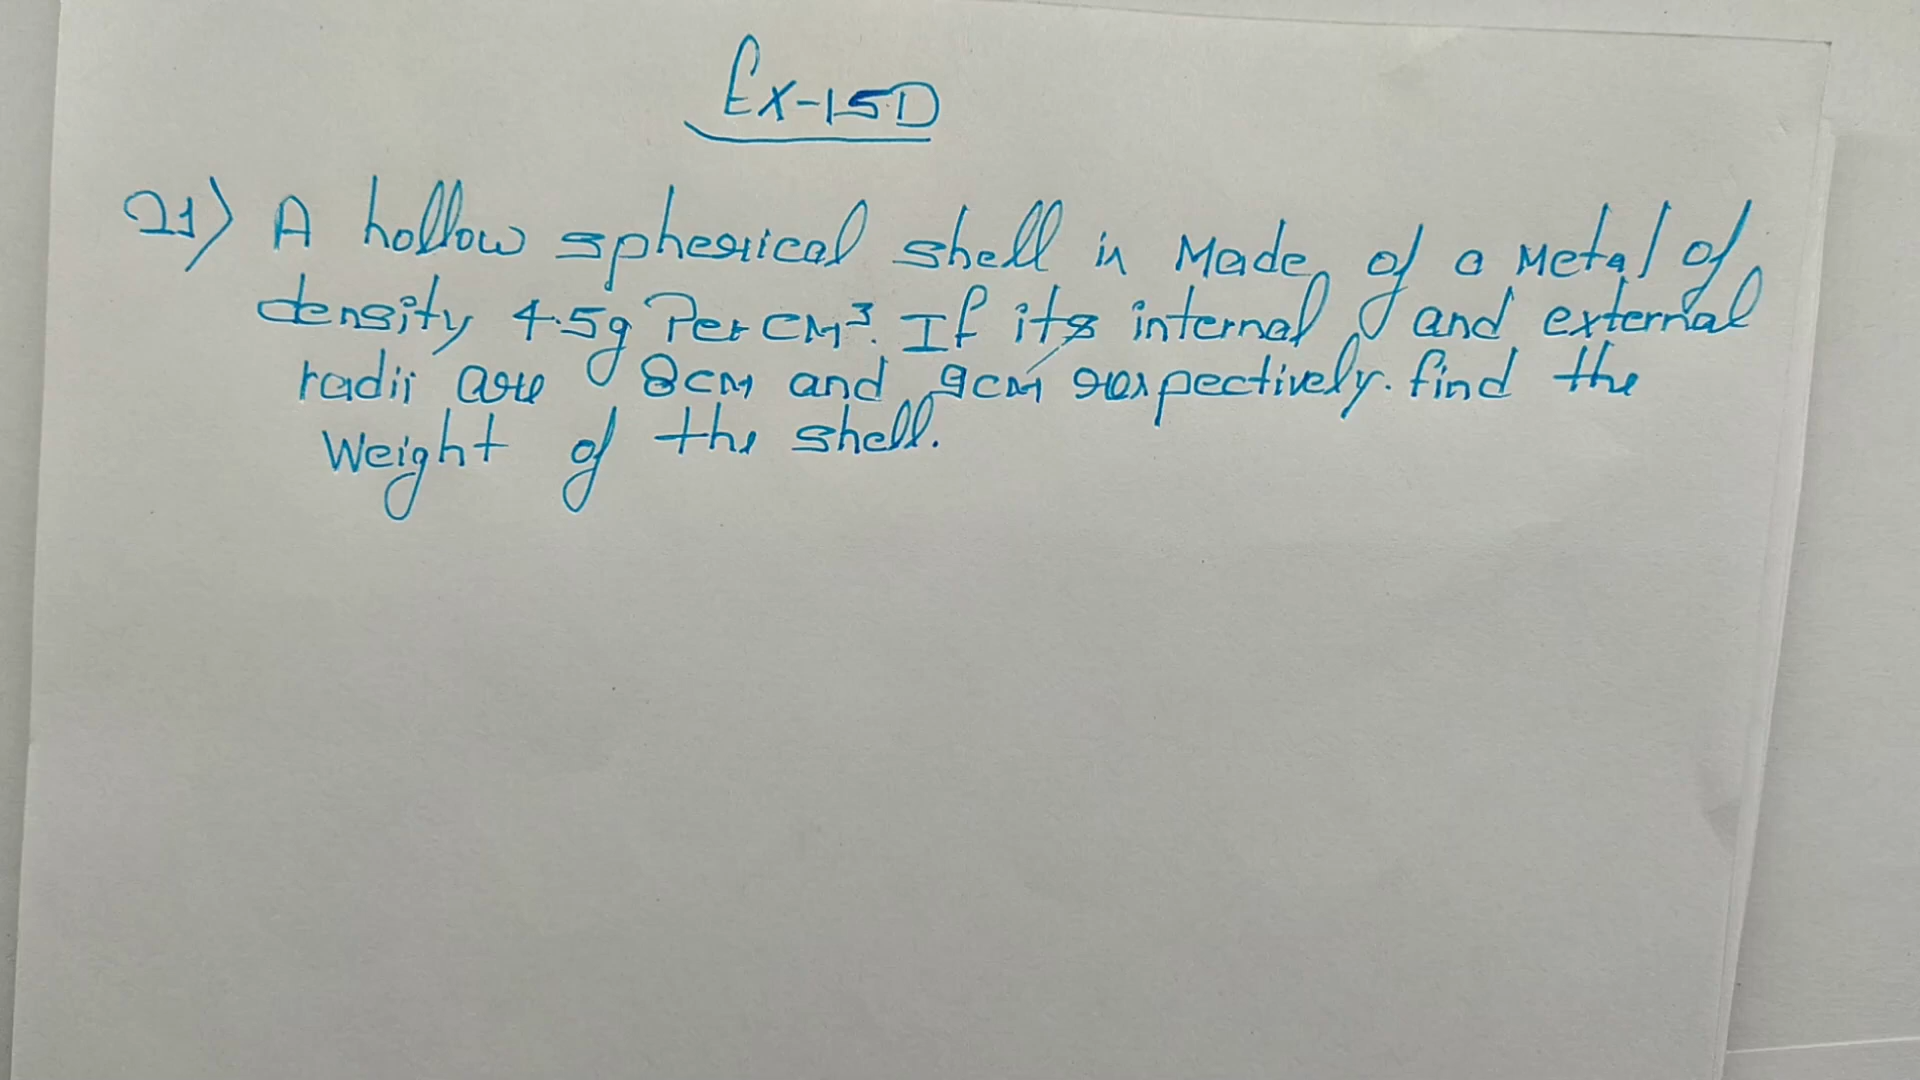 Ex-15D
21) A hollow spherical shell is Made of a Metal of
density 4.5g Per CM³. If its internal and external
radii are 8CM and 9CM respectively. find the
Weight of the shell.